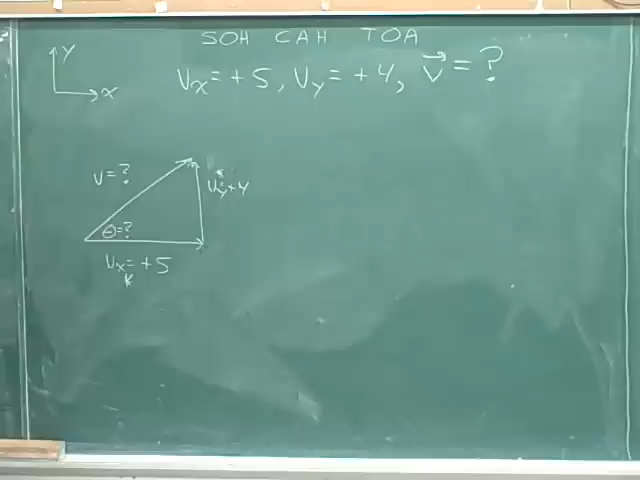 SOH CAH TOA
y
x
Vx = +5, Vy = +4, V⃗ = ?
V = ?
Vy = +4
θ = ?
Vx = +5